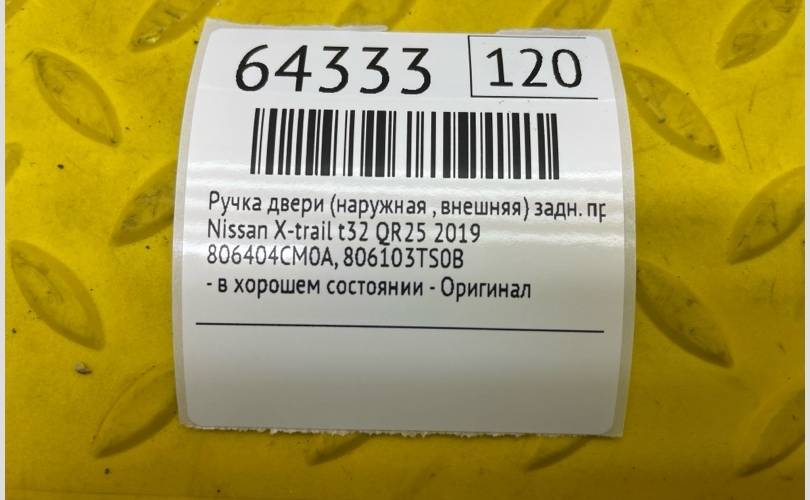 64333 120
Ручка двери (наружная , внешняя) задн. пр
Nissan X-trail t32 QR25 2019
806404CM0A, 806103TS0B
- в хорошем состоянии - Оригинал